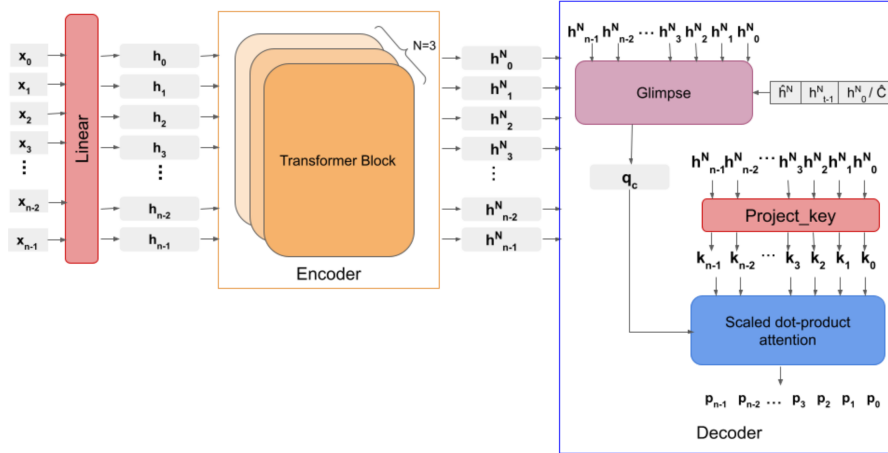 x0
x1
x2
x3
...
xn-2
xn-1
Linear
h0
h1
h2
h3
...
hn-2
hn-1
N=3
Transformer Block
Encoder
hN0
hN1
hN2
hN3
...
hNn-2
hNn-1
hNn-1 hNn-2 ... hN3 hN2 hN1 hN0
Glimpse
ĥN hNt-1 hN0 / Ĉ
qc
hNn-1 hNn-2 ... hN3 hN2 hN1 hN0
Project_key
kn-1 kn-2 ... k3 k2 k1 k0
Scaled dot-product
attention
pn-1 pn-2 ... p3 p2 p1 p0
Decoder